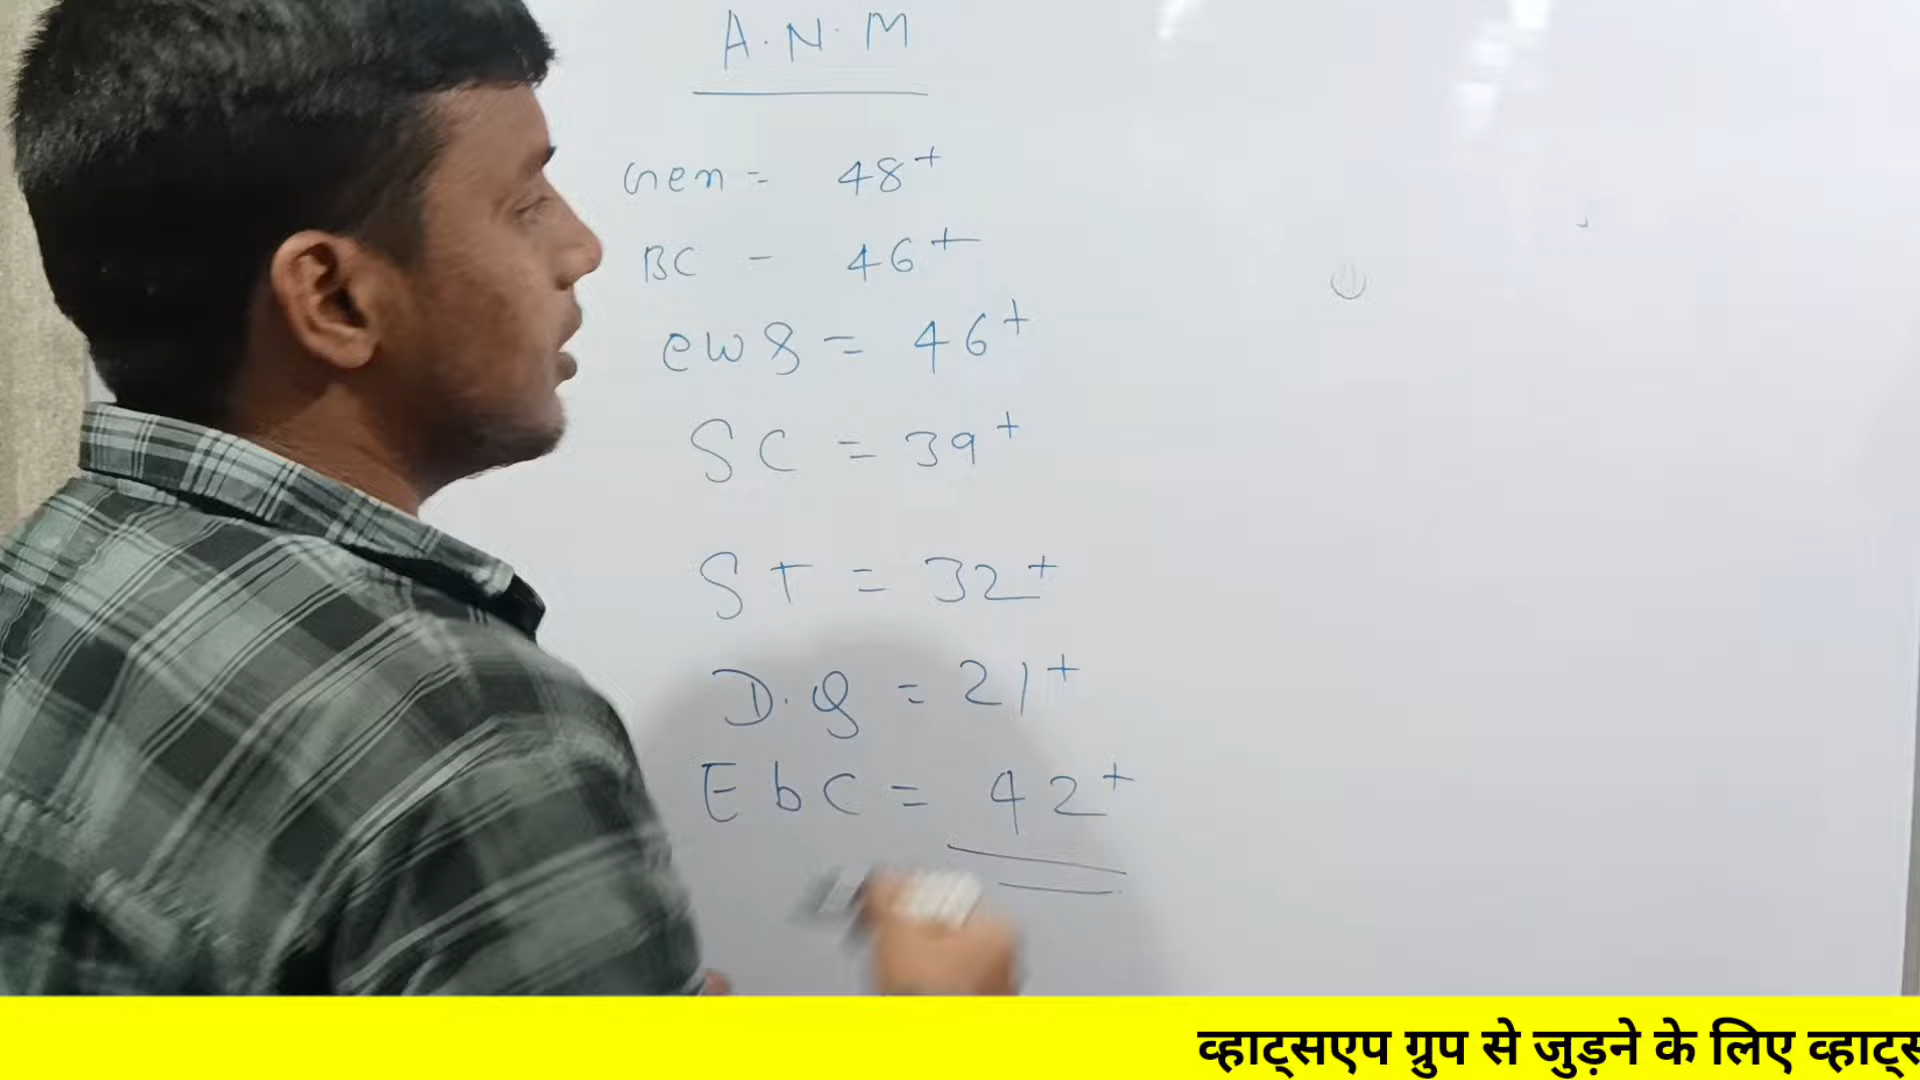 A.N.M
Gen = 48+
BC - 46+
ews = 46+
SC = 39+
ST = 32+
D.Q = 21+
EbC = 42+
व्हाट्सएप ग्रुप से जुड़ने के लिए व्हाट्स